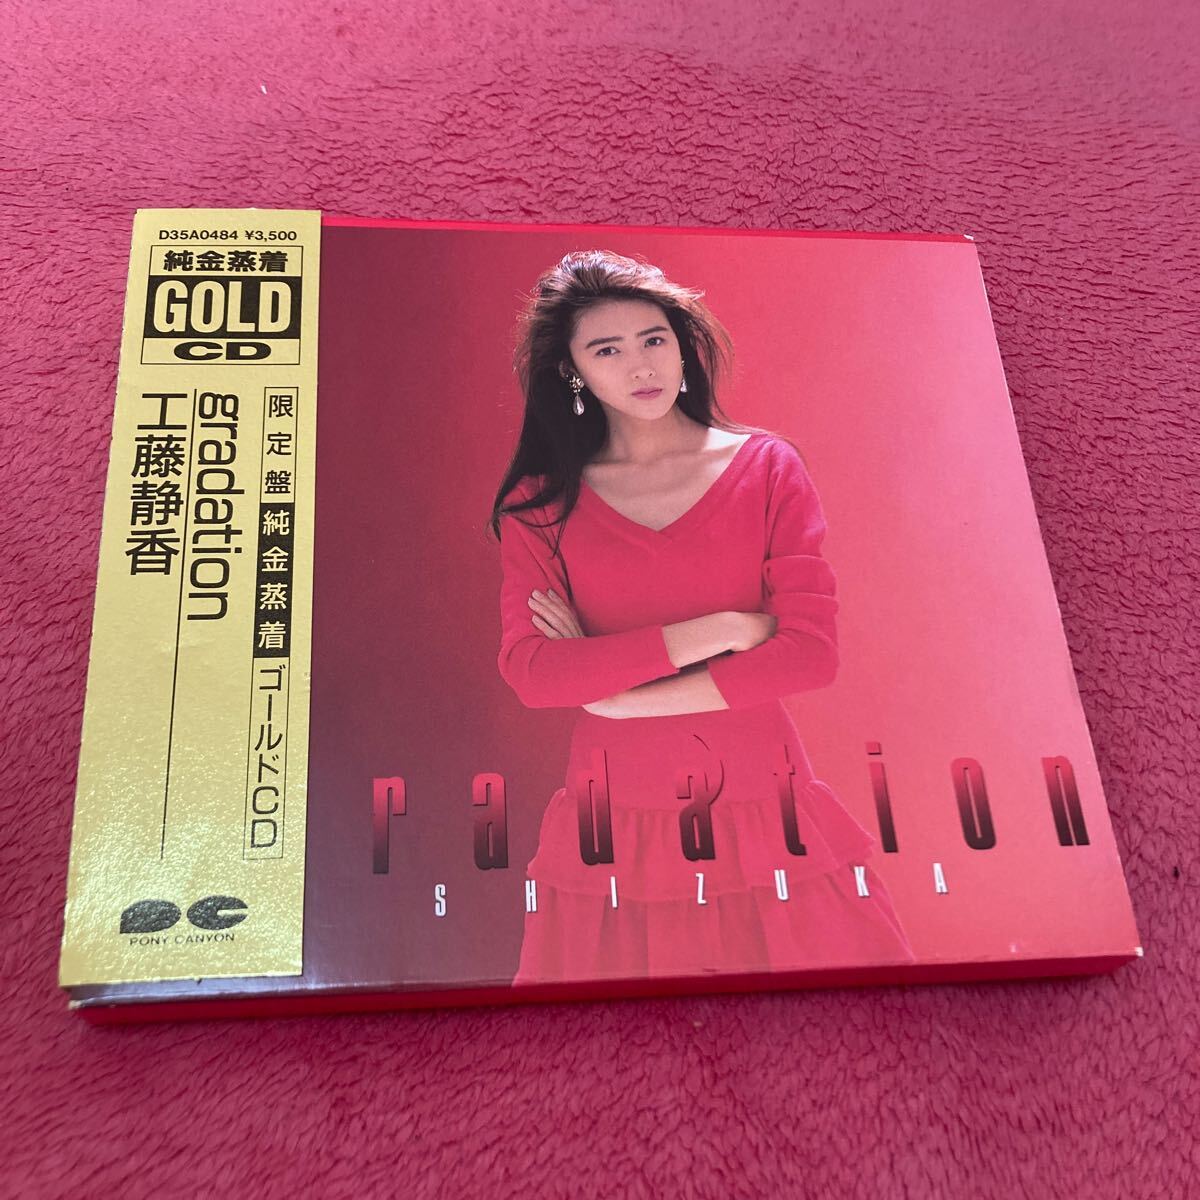 D35A0484 ¥3,500
純金蒸着
GOLD
CD
限定盤 純金蒸着 ゴールドCD
gradation
工藤静香
PONY CANYON
radation
SHIZUKA